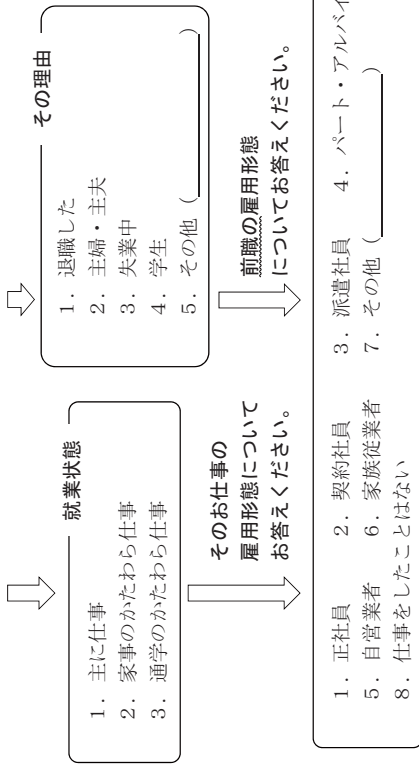 就業状態
1. 主に仕事
2. 家事のかたわら仕事
3. 通学のかたわら仕事
そのお仕事の
雇用形態について
お答えください。
その理由
1. 退職した
2. 主婦・主夫
3. 失業中
4. 学生
5. その他 ( )
前職の雇用形態
についてお答えください。
1. 正社員 2. 契約社員 3. 派遣社員 4. パート・アルバイ
5. 自営業者 6. 家族従業者 7. その他 ( )
8. 仕事をしたことはない